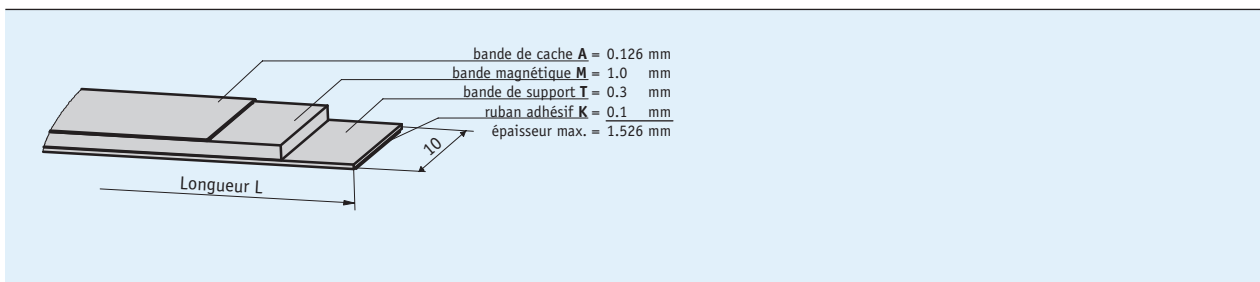 bande de cache A = 0.126 mm
bande magnétique M = 1.0 mm
bande de support T = 0.3 mm
ruban adhésif K = 0.1 mm
épaisseur max. = 1.526 mm
10
Longueur L